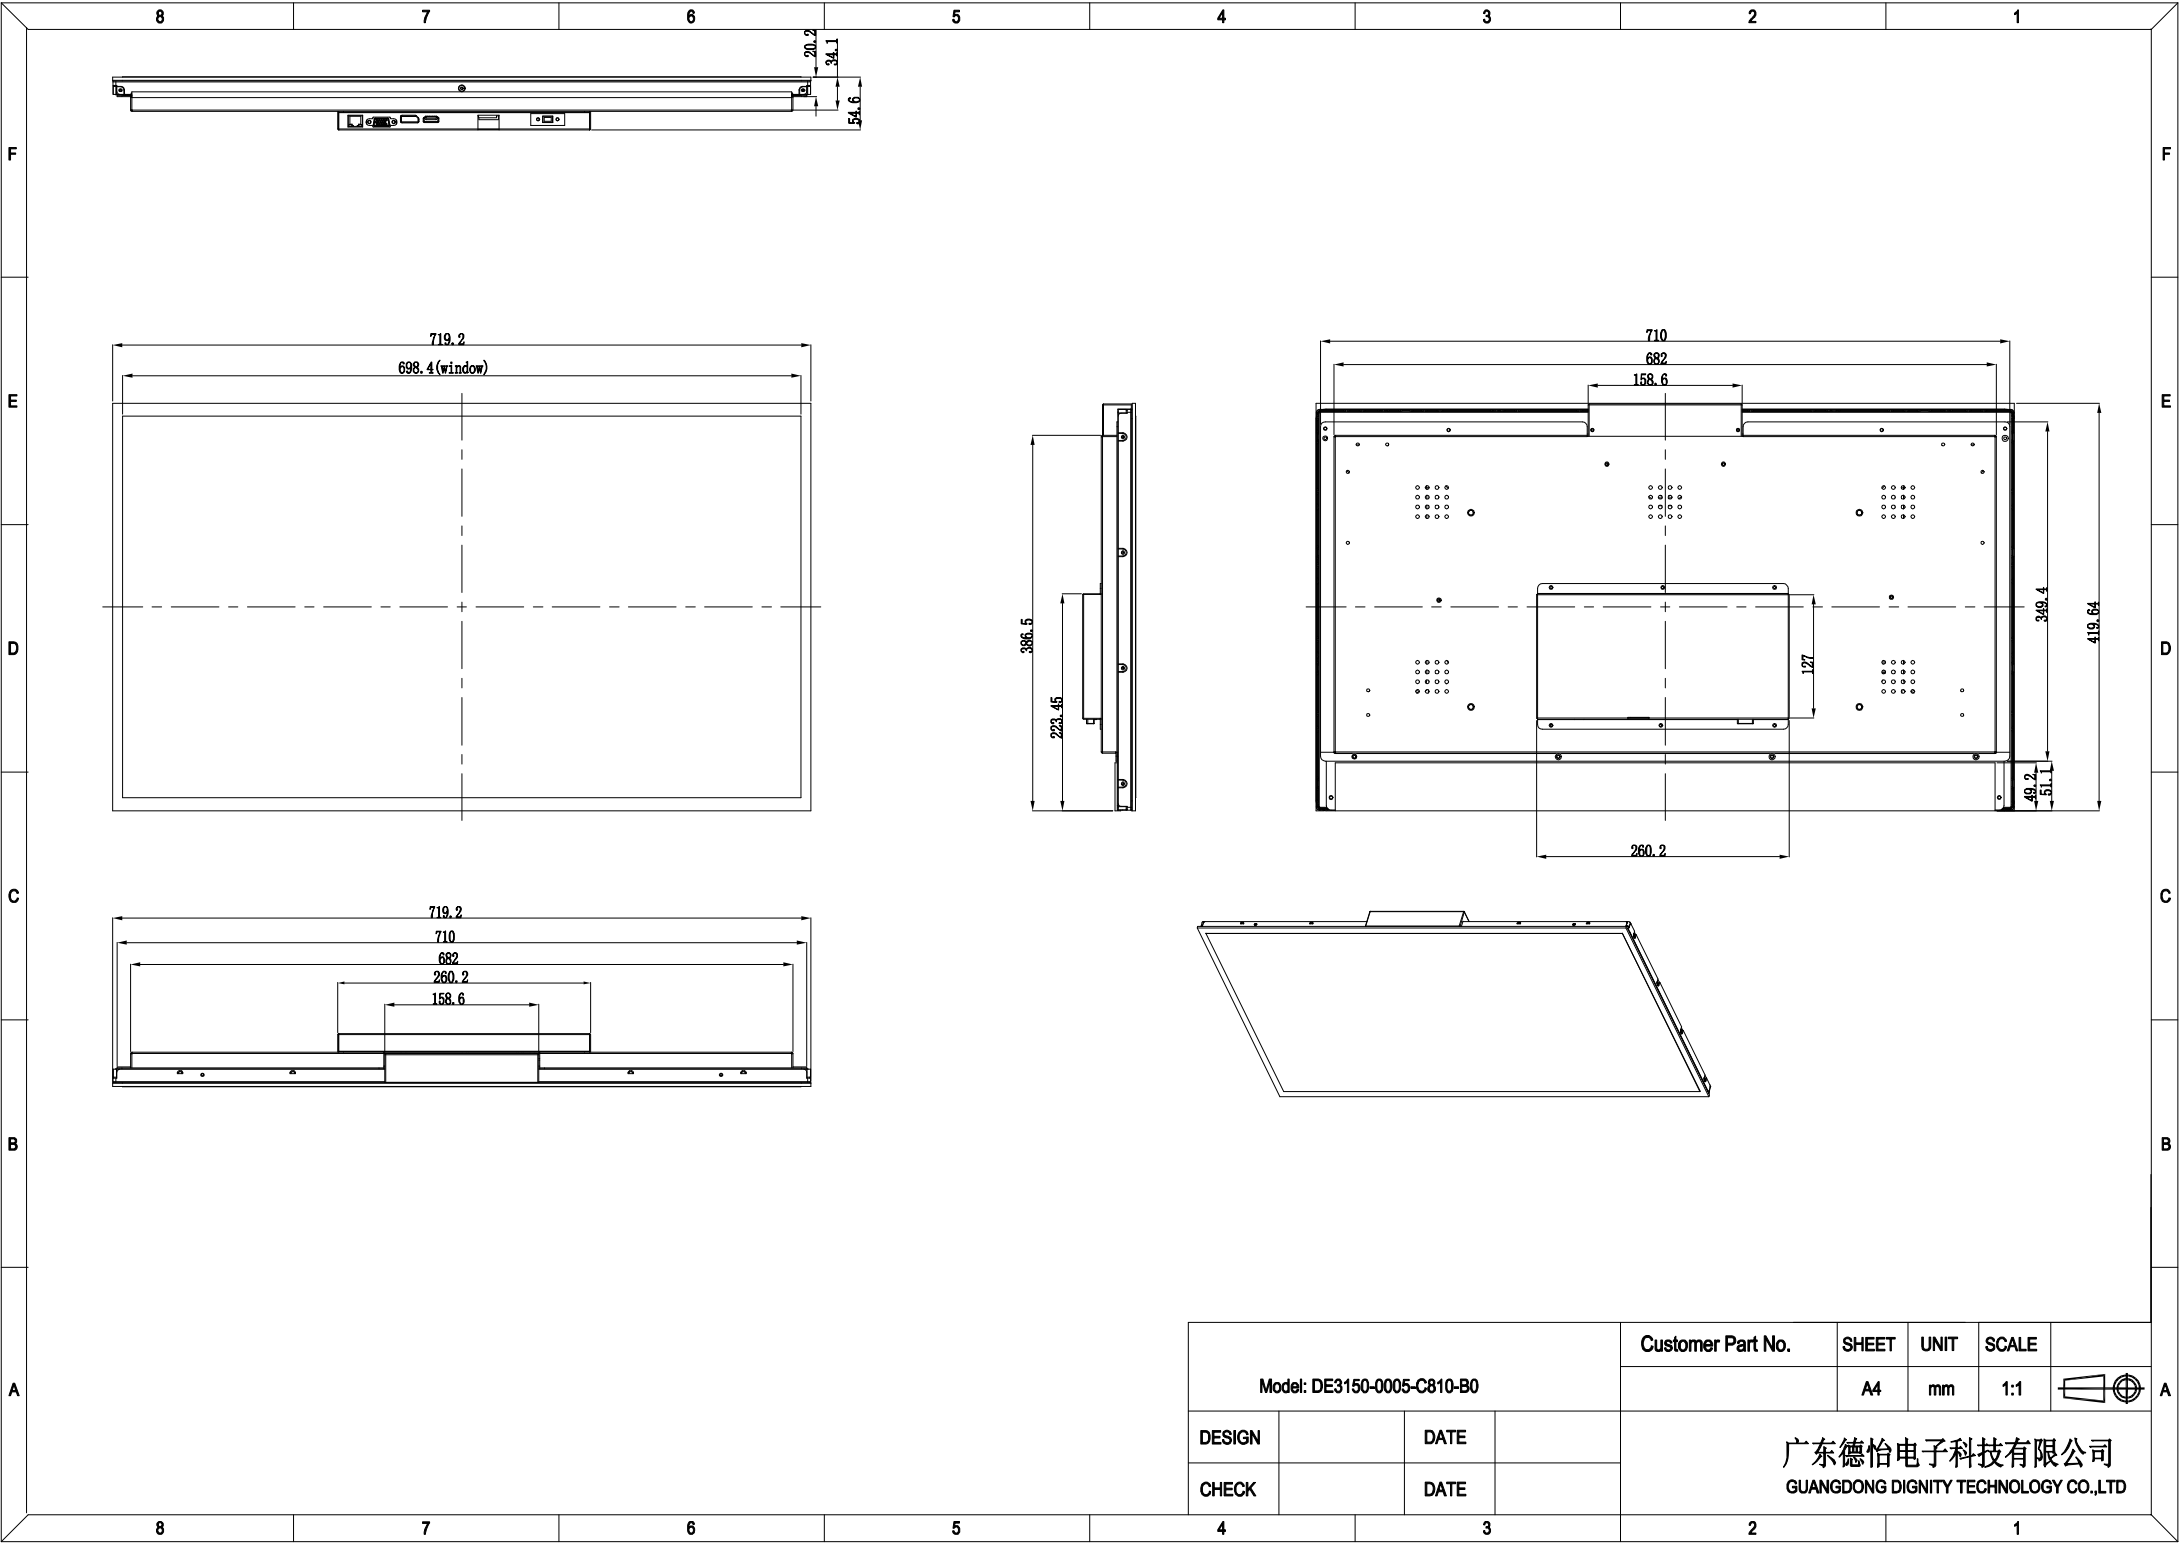 8 7 6 5 4 3 2 1
F
E
D
C
B
A
F
E
D
C
B
A
20.2
34.1
54.6
719.2
698.4(window)
386.5
223.45
710
682
158.6
349.4
419.64
127
49.2
51.1
260.2
719.2
710
682
260.2
158.6
Model: DE3150-0005-C810-B0
Customer Part No. SHEET UNIT SCALE
A4 mm 1:1
DESIGN DATE
CHECK DATE
广东德怡电子科技有限公司
GUANGDONG DIGNITY TECHNOLOGY CO.,LTD
8 7 6 5 4 3 2 1